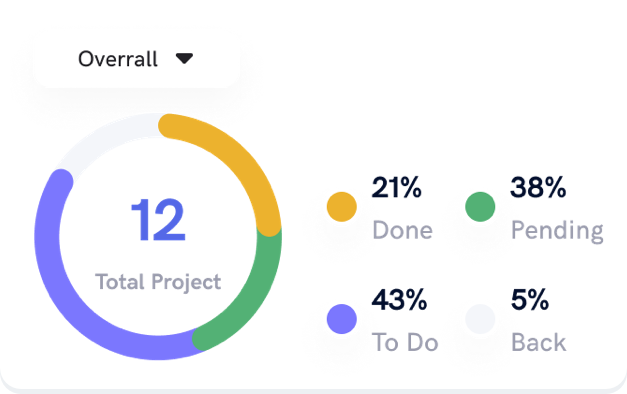 Overrall
12
Total Project
21%
Done
38%
Pending
43%
To Do
5%
Back